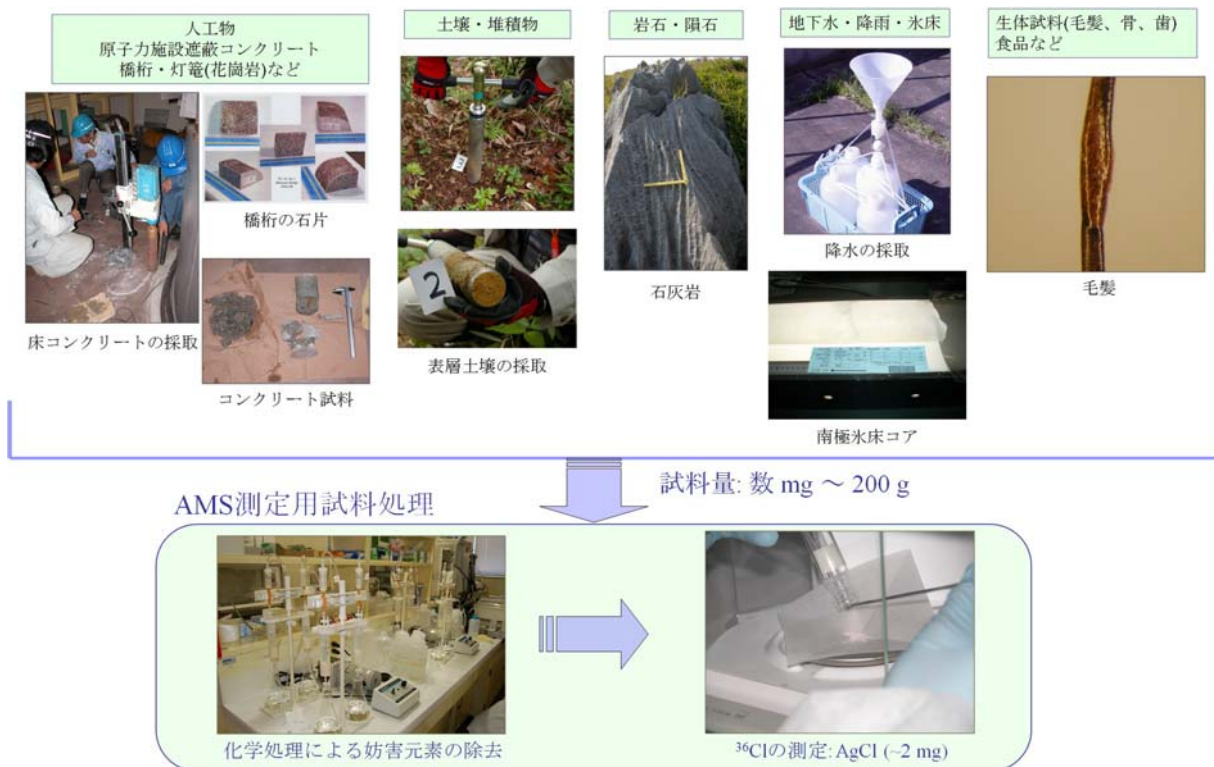 人工物
原子力施設遮蔽コンクリート
橋桁・灯篭(花崗岩)など
土壌・堆積物
岩石・隕石
地下水・降雨・氷床
生体試料(毛髪、骨、歯)
食品など
橋桁の石片
床コンクリートの採取
コンクリート試料
3
2
表層土壌の採取
石灰岩
降水の採取
南極氷床コア
毛髪
試料量: 数 mg ～ 200 g
AMS測定用試料処理
化学処理による妨害元素の除去
³⁶Clの測定: AgCl (~2 mg)